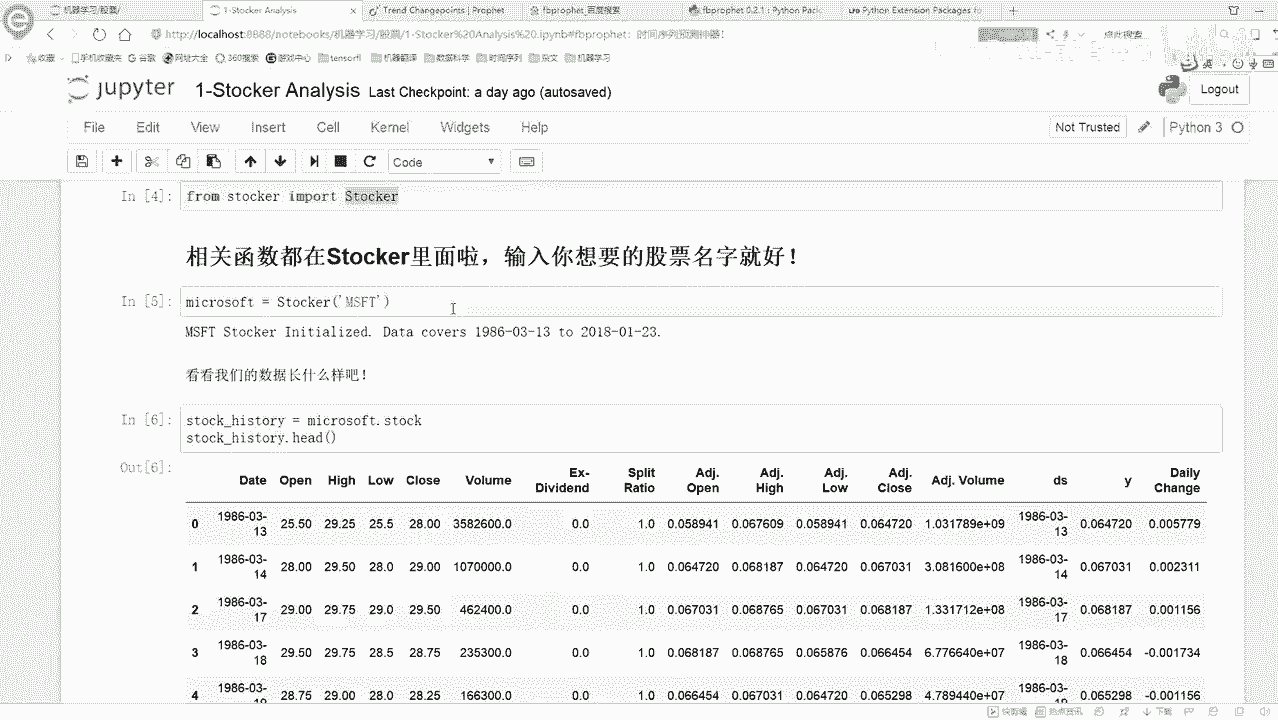 机器学习/股票/
1-Stocker Analysis
Trend Changepoints | Prophet
fbprophet_百度搜索
fbprophet 0.2.1 : Python Pack
Python Extension Packages fo
http://localhost:8888/notebooks/机器学习/股票/1-Stocker%20Analysis%20.ipynb#fbprophet：时间序列预测神器！
点此搜索
收藏
手机收藏夹
谷歌
网址大全
360搜索
游戏中心
机器翻译
数据科学
时间序列
杂文
机器学习
jupyter
1-Stocker Analysis
Last Checkpoint: a day ago (autosaved)
Logout
File Edit View Insert Cell Kernel Widgets Help
Not Trusted
Python 3
Code
In [4]: from stocker import Stocker
相关函数都在Stocker里面啦，输入你想要的股票名字就好！
In [5]: microsoft = Stocker('MSFT')
MSFT Stocker Initialized. Data covers 1986-03-13 to 2018-01-23.
看看我们的数据长什么样吧！
In [6]: stock_history = microsoft.stock
stock_history.head()
Out[6]:
Date Open High Low Close Volume Ex-Dividend Split Ratio Adj. Open Adj. High Adj. Low Adj. Close Adj. Volume ds y Daily Change
0 1986-03-13 25.50 29.25 25.5 28.00 3582600.0 0.0 1.0 0.058941 0.067609 0.058941 0.064720 1.031789e+09 1986-03-13 0.064720 0.005779
1 1986-03-14 28.00 29.50 28.0 29.00 1070000.0 0.0 1.0 0.064720 0.068187 0.064720 0.067031 3.081600e+08 1986-03-14 0.067031 0.002311
2 1986-03-17 29.00 29.75 29.0 29.50 462400.0 0.0 1.0 0.067031 0.068765 0.067031 0.068187 1.331712e+08 1986-03-17 0.068187 0.001156
3 1986-03-18 29.50 29.75 28.5 28.75 235300.0 0.0 1.0 0.068187 0.068765 0.065876 0.066454 6.776640e+07 1986-03-18 0.066454 -0.001734
4 1986-03-19 28.75 29.00 28.0 28.25 166300.0 0.0 1.0 0.066454 0.067031 0.064720 0.065298 4.789440e+07 1986-03-19 0.065298 -0.001156
快剪辑
热点资讯
下载